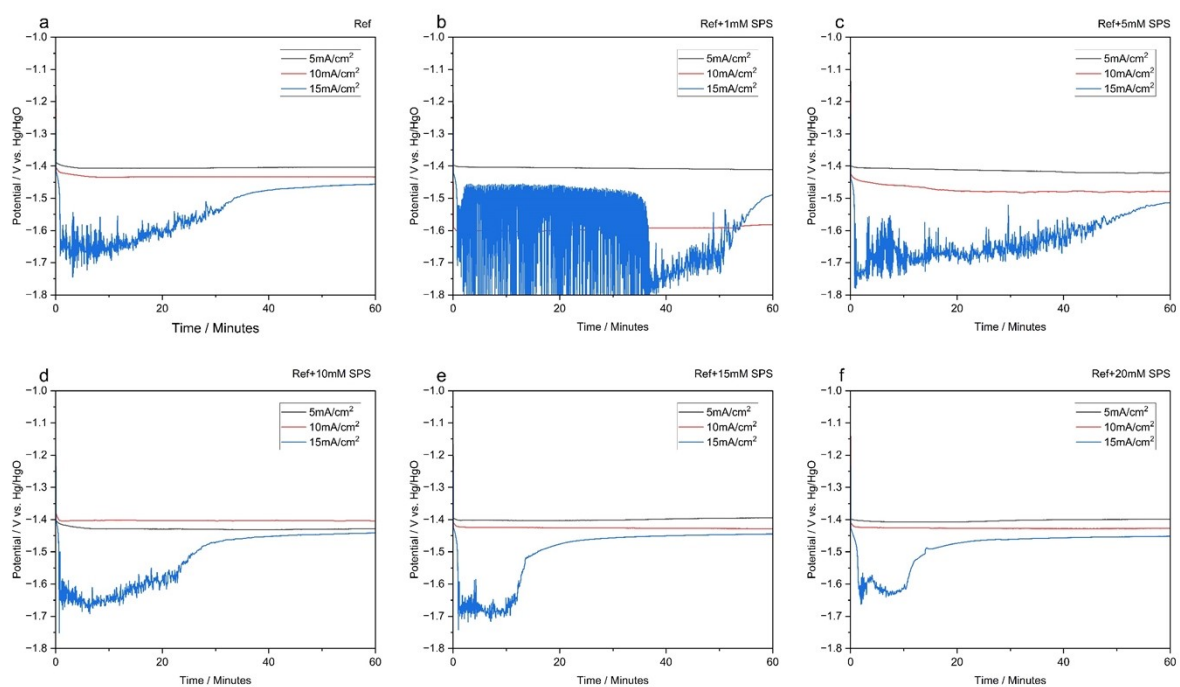 a
Ref
−1.0
−1.1
−1.2
−1.3
−1.4
−1.5
−1.6
−1.7
−1.8
Potential / V vs. Hg/HgO
5mA/cm²
10mA/cm²
15mA/cm²
0
20
40
60
Time / Minutes
b
Ref+1mM SPS
−1.0
−1.1
−1.2
−1.3
−1.4
−1.5
−1.6
−1.7
−1.8
Potential / V vs. Hg/HgO
5mA/cm²
10mA/cm²
15mA/cm²
0
20
40
60
Time / Minutes
c
Ref+5mM SPS
−1.0
−1.1
−1.2
−1.3
−1.4
−1.5
−1.6
−1.7
−1.8
Potential / V vs. Hg/HgO
5mA/cm²
10mA/cm²
15mA/cm²
0
20
40
60
Time / Minutes
d
Ref+10mM SPS
−1.0
−1.1
−1.2
−1.3
−1.4
−1.5
−1.6
−1.7
−1.8
Potential / V vs. Hg/HgO
5mA/cm²
10mA/cm²
15mA/cm²
0
20
40
60
Time / Minutes
e
Ref+15mM SPS
−1.0
−1.1
−1.2
−1.3
−1.4
−1.5
−1.6
−1.7
−1.8
Potential / V vs. Hg/HgO
5mA/cm²
10mA/cm²
15mA/cm²
0
20
40
60
Time / Minutes
f
Ref+20mM SPS
−1.0
−1.1
−1.2
−1.3
−1.4
−1.5
−1.6
−1.7
−1.8
Potential / V vs. Hg/HgO
5mA/cm²
10mA/cm²
15mA/cm²
0
20
40
60
Time / Minutes